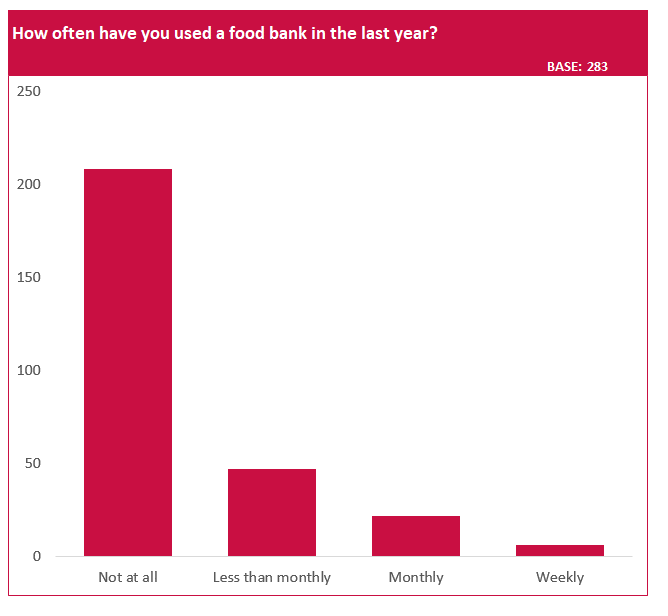 How often have you used a food bank in the last year?
BASE: 283
250
200
150
100
50
0
Not at all Less than monthly Monthly Weekly